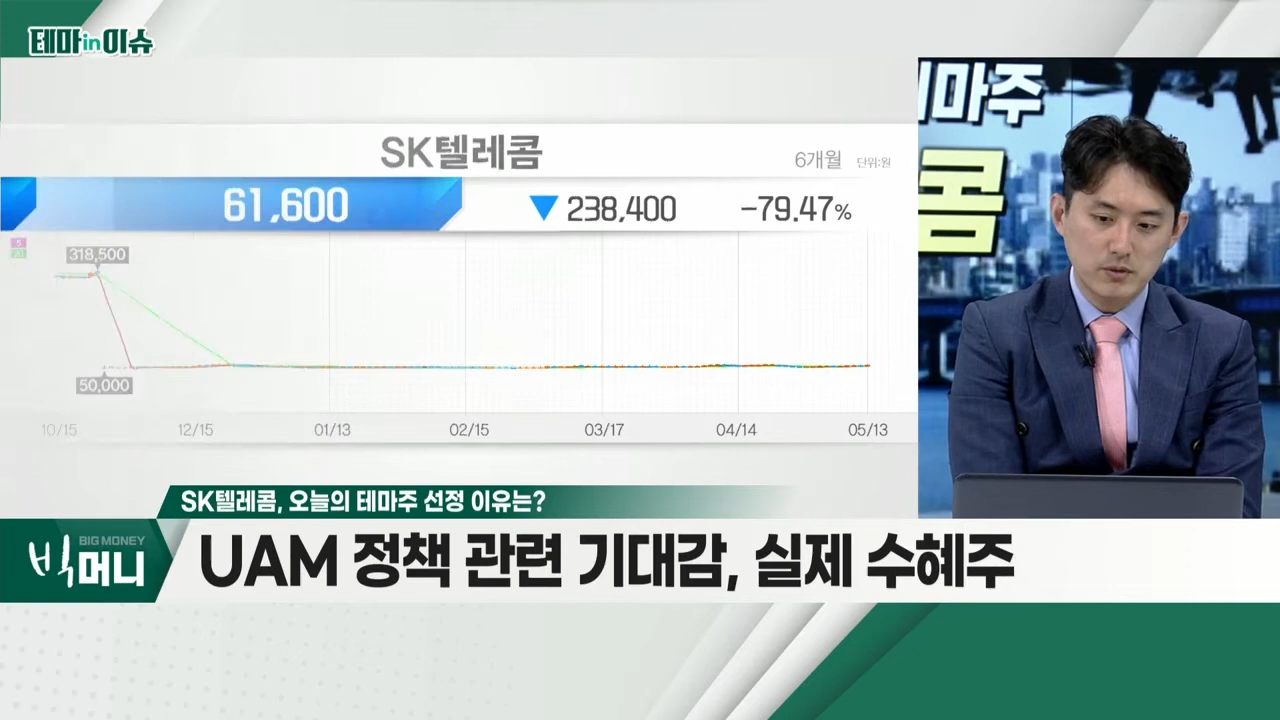 테마in이슈
SK텔레콤
6개월 단위:원
61,600 ▼ 238,400 -79.47%
5
20
318,500
50,000
10/15 12/15 01/13 02/15 03/17 04/14 05/13
마주
콤
SK텔레콤, 오늘의 테마주 선정 이유는?
BIG MONEY
빅머니
UAM 정책 관련 기대감, 실제 수혜주